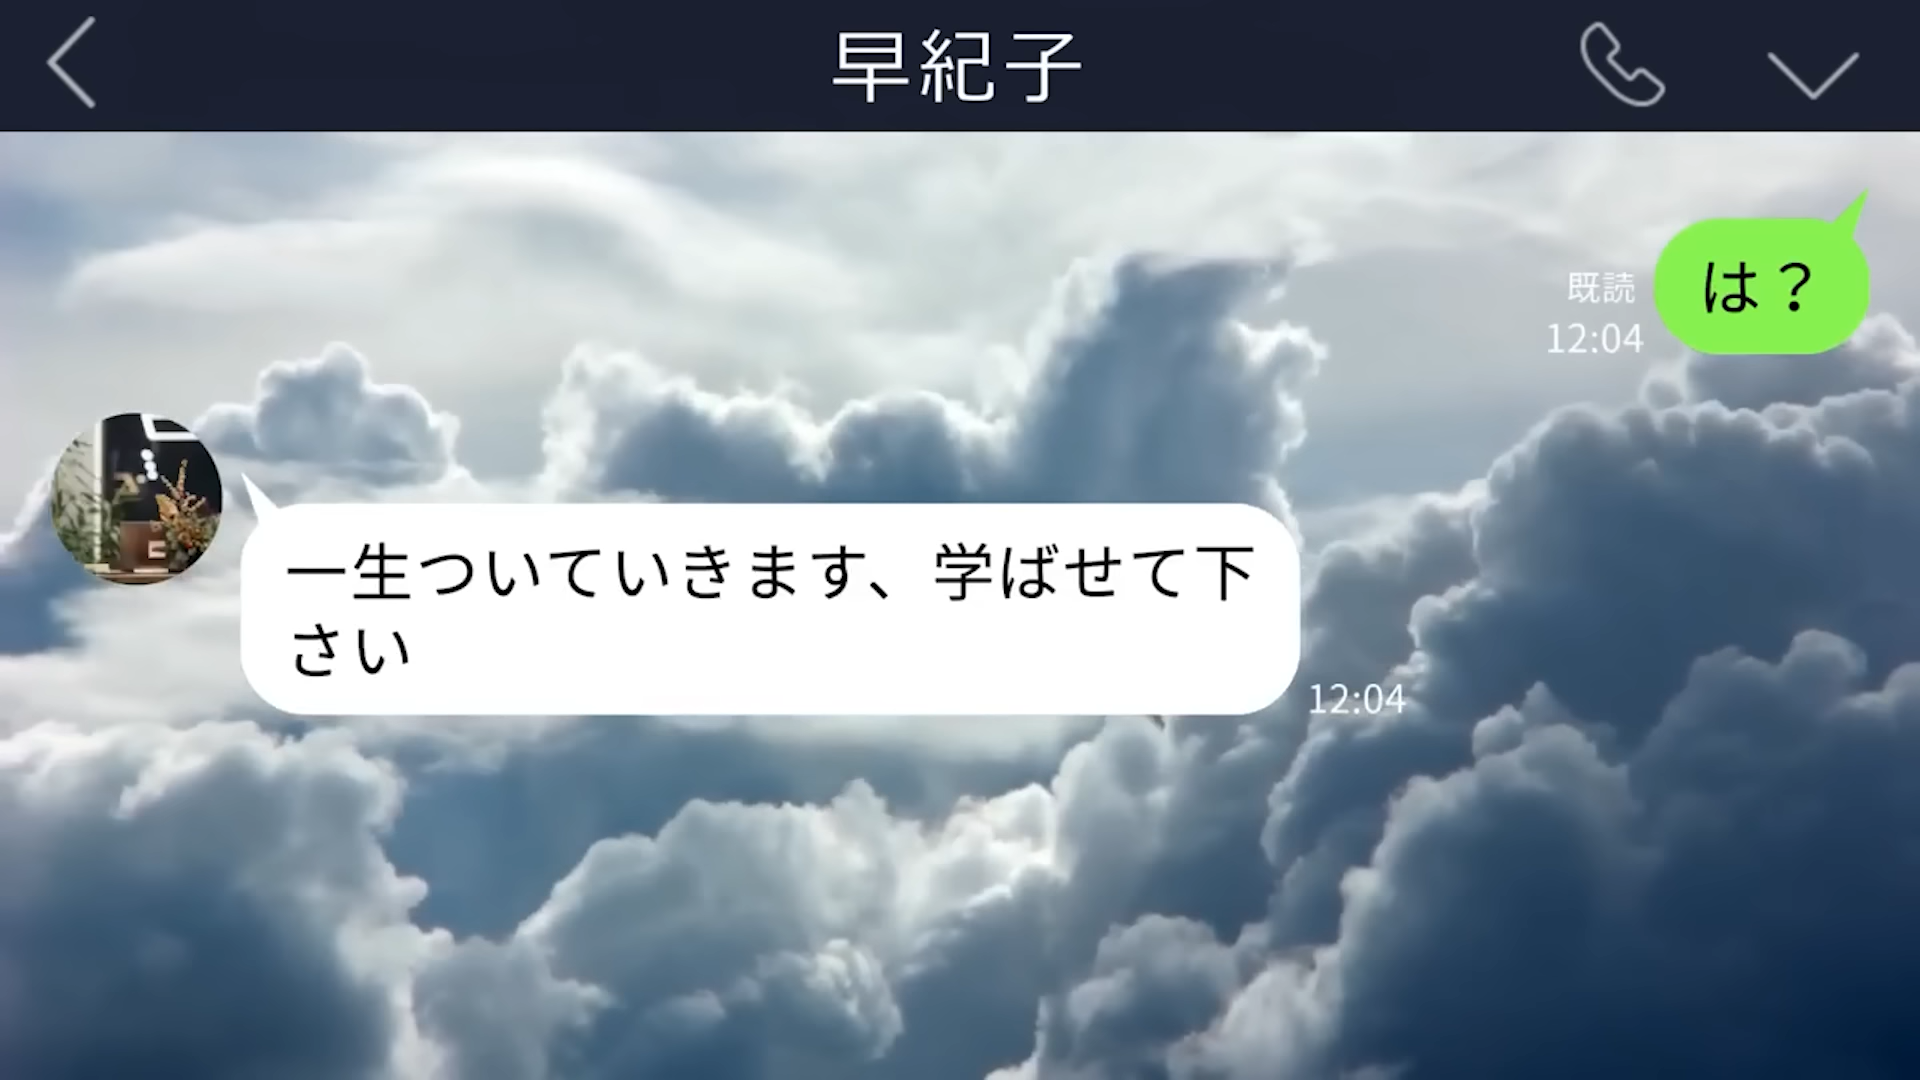 早紀子
は？
既読
12:04
一生ついていきます、学ばせて下
さい
12:04